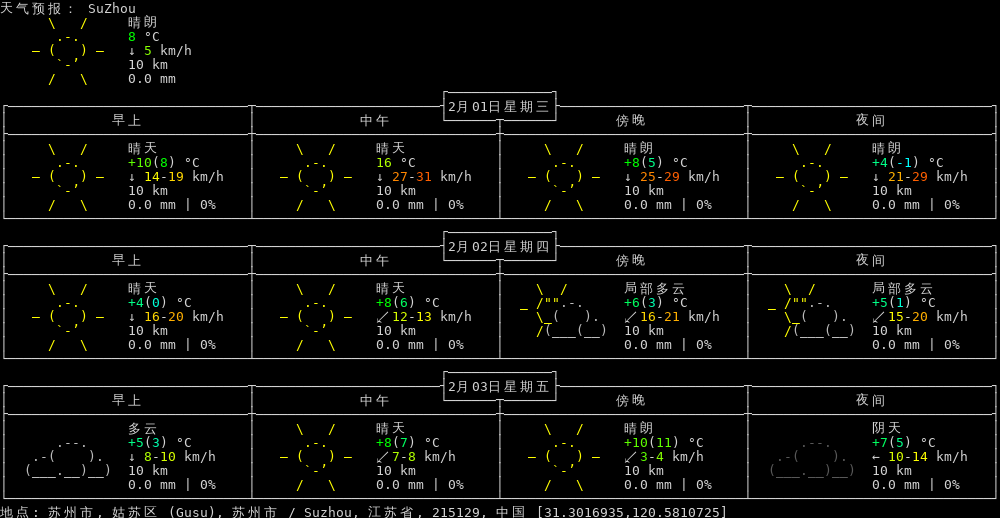 天气预报： SuZhou
晴朗
8 °C
↓ 5 km/h
10 km
0.0 mm
2月01日星期三
早上 中午 傍晚 夜间
晴天 晴天 晴朗 晴朗
+10(8) °C 16 °C +8(5) °C +4(-1) °C
↓ 14-19 km/h ↓ 27-31 km/h ↓ 25-29 km/h ↓ 21-29 km/h
10 km 10 km 10 km 10 km
0.0 mm | 0% 0.0 mm | 0% 0.0 mm | 0% 0.0 mm | 0%
2月02日星期四
早上 中午 傍晚 夜间
晴天 晴天 局部多云 局部多云
+4(0) °C +8(6) °C +6(3) °C +5(1) °C
↓ 16-20 km/h ↙ 12-13 km/h ↙ 16-21 km/h ↙ 15-20 km/h
10 km 10 km 10 km 10 km
0.0 mm | 0% 0.0 mm | 0% 0.0 mm | 0% 0.0 mm | 0%
2月03日星期五
早上 中午 傍晚 夜间
多云 晴天 晴朗 阴天
+5(3) °C +8(7) °C +10(11) °C +7(5) °C
↓ 8-10 km/h ↙ 7-8 km/h ↙ 3-4 km/h ← 10-14 km/h
10 km 10 km 10 km 10 km
0.0 mm | 0% 0.0 mm | 0% 0.0 mm | 0% 0.0 mm | 0%
地点: 苏州市, 姑苏区 (Gusu), 苏州市 / Suzhou, 江苏省, 215129, 中国 [31.3016935,120.5810725]